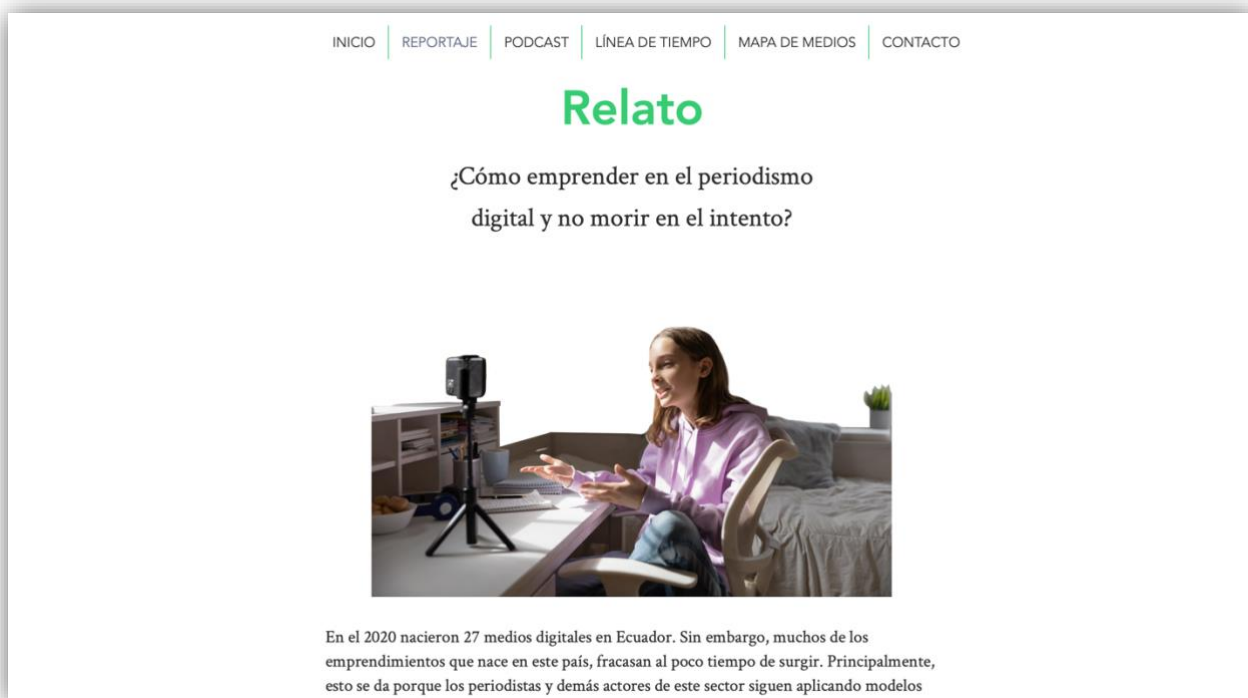 INICIO REPORTAJE PODCAST LÍNEA DE TIEMPO MAPA DE MEDIOS CONTACTO
Relato
¿Cómo emprender en el periodismo
digital y no morir en el intento?
En el 2020 nacieron 27 medios digitales en Ecuador. Sin embargo, muchos de los
emprendimientos que nace en este país, fracasan al poco tiempo de surgir. Principalmente,
esto se da porque los periodistas y demás actores de este sector siguen aplicando modelos